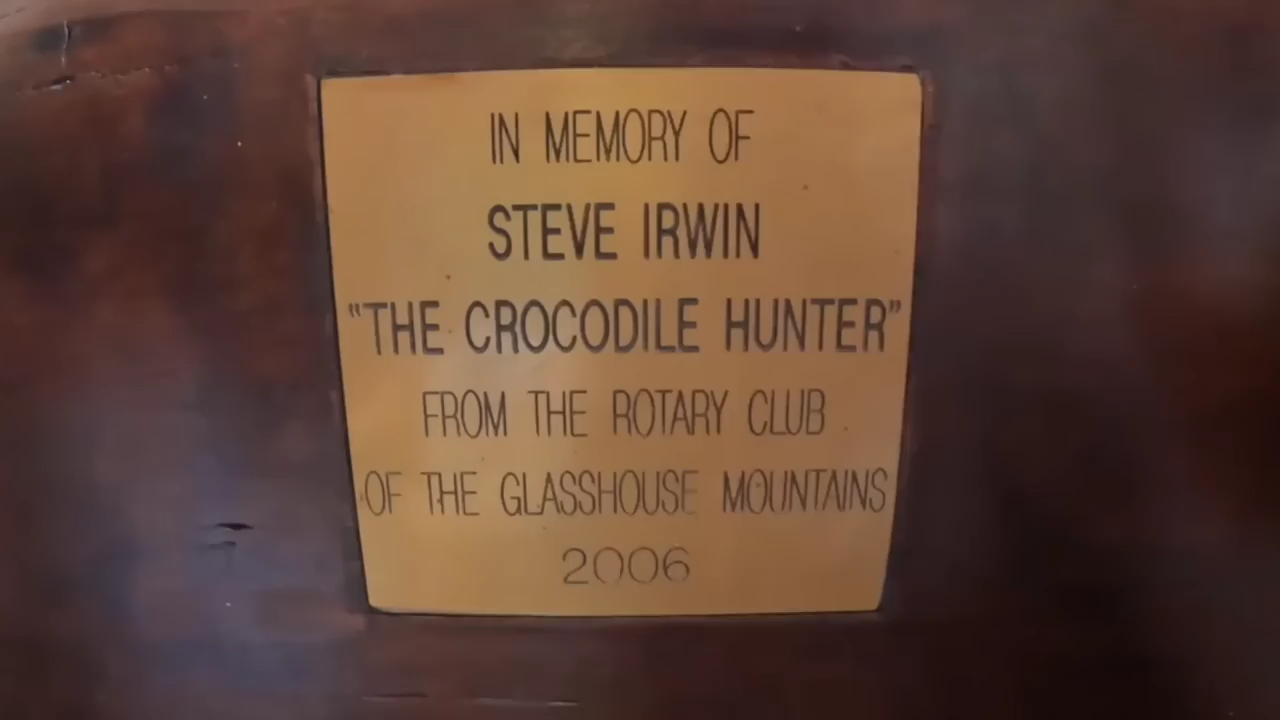 IN MEMORY OF
STEVE IRWIN
“THE CROCODILE HUNTER”
FROM THE ROTARY CLUB
OF THE GLASSHOUSE MOUNTAINS
2006